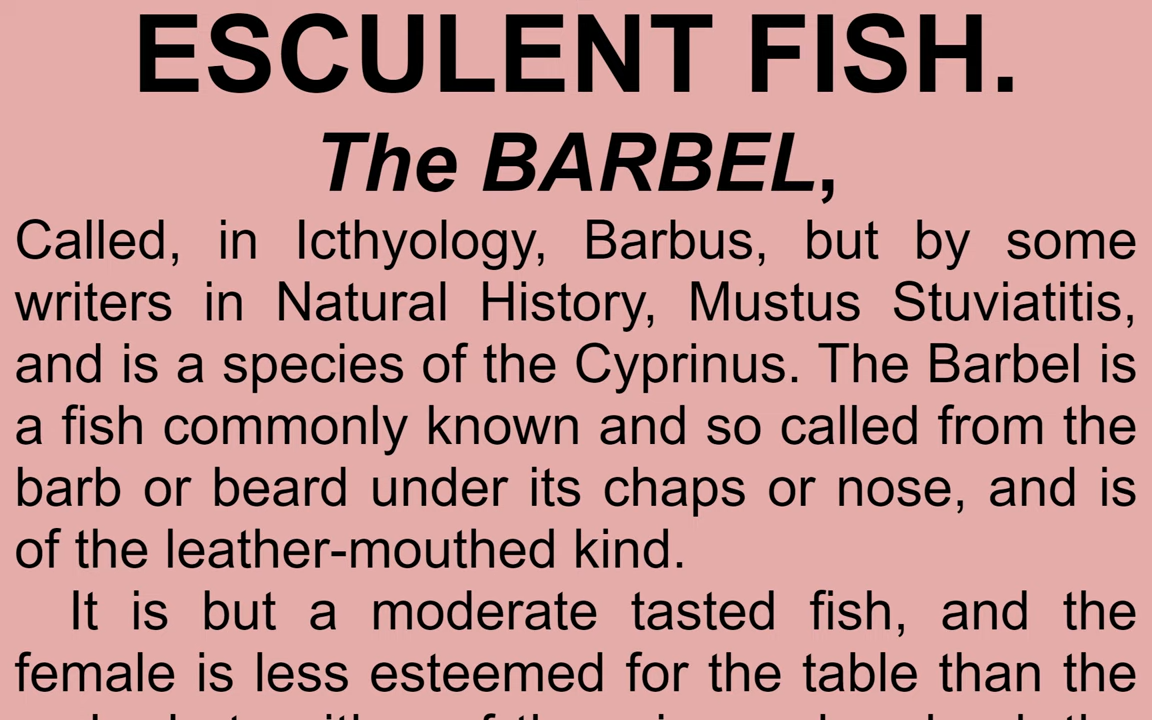 ESCULENT FISH.
The BARBEL,
Called, in Icthyology, Barbus, but by some
writers in Natural History, Mustus Stuviatitis,
and is a species of the Cyprinus. The Barbel is
a fish commonly known and so called from the
barb or beard under its chaps or nose, and is
of the leather-mouthed kind.
It is but a moderate tasted fish, and the
female is less esteemed for the table than the